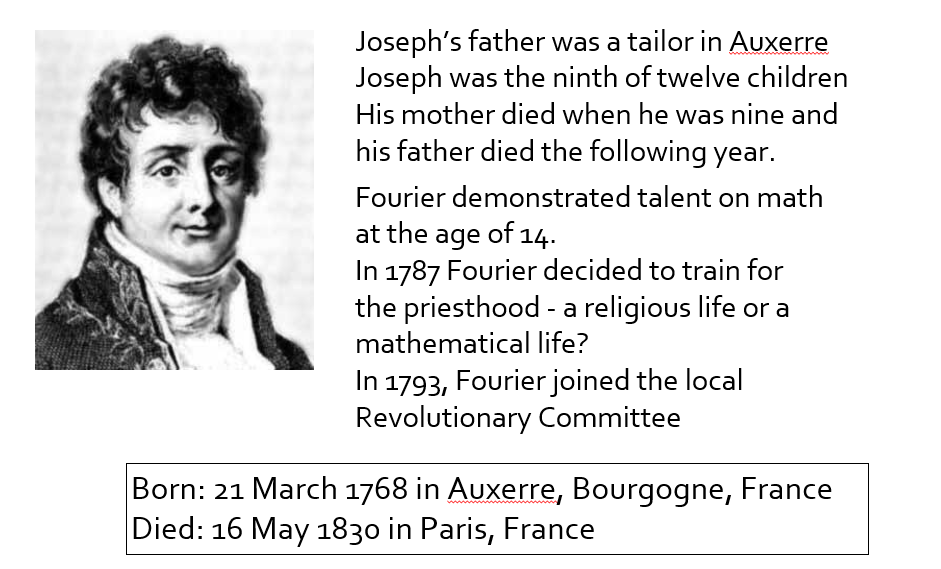 Joseph’s father was a tailor in Auxerre
Joseph was the ninth of twelve children
His mother died when he was nine and
his father died the following year.
Fourier demonstrated talent on math
at the age of 14.
In 1787 Fourier decided to train for
the priesthood - a religious life or a
mathematical life?
In 1793, Fourier joined the local
Revolutionary Committee
Born: 21 March 1768 in Auxerre, Bourgogne, France
Died: 16 May 1830 in Paris, France